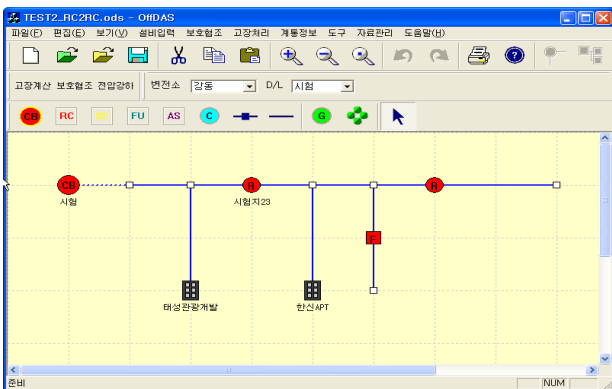 TEST2_RC2RC.ods - OffDAS
파일(F) 편집(E) 보기(V) 설비입력 보호협조 고장처리 계통정보 도구 자료관리 도움말(H)
고장계산 보호협조 전압강하 변전소 강동 D/L 시험
CB RC GC FU AS C G
CB R R
시험 시험지23
F
태성관광개발 한신APT
준비 NUM